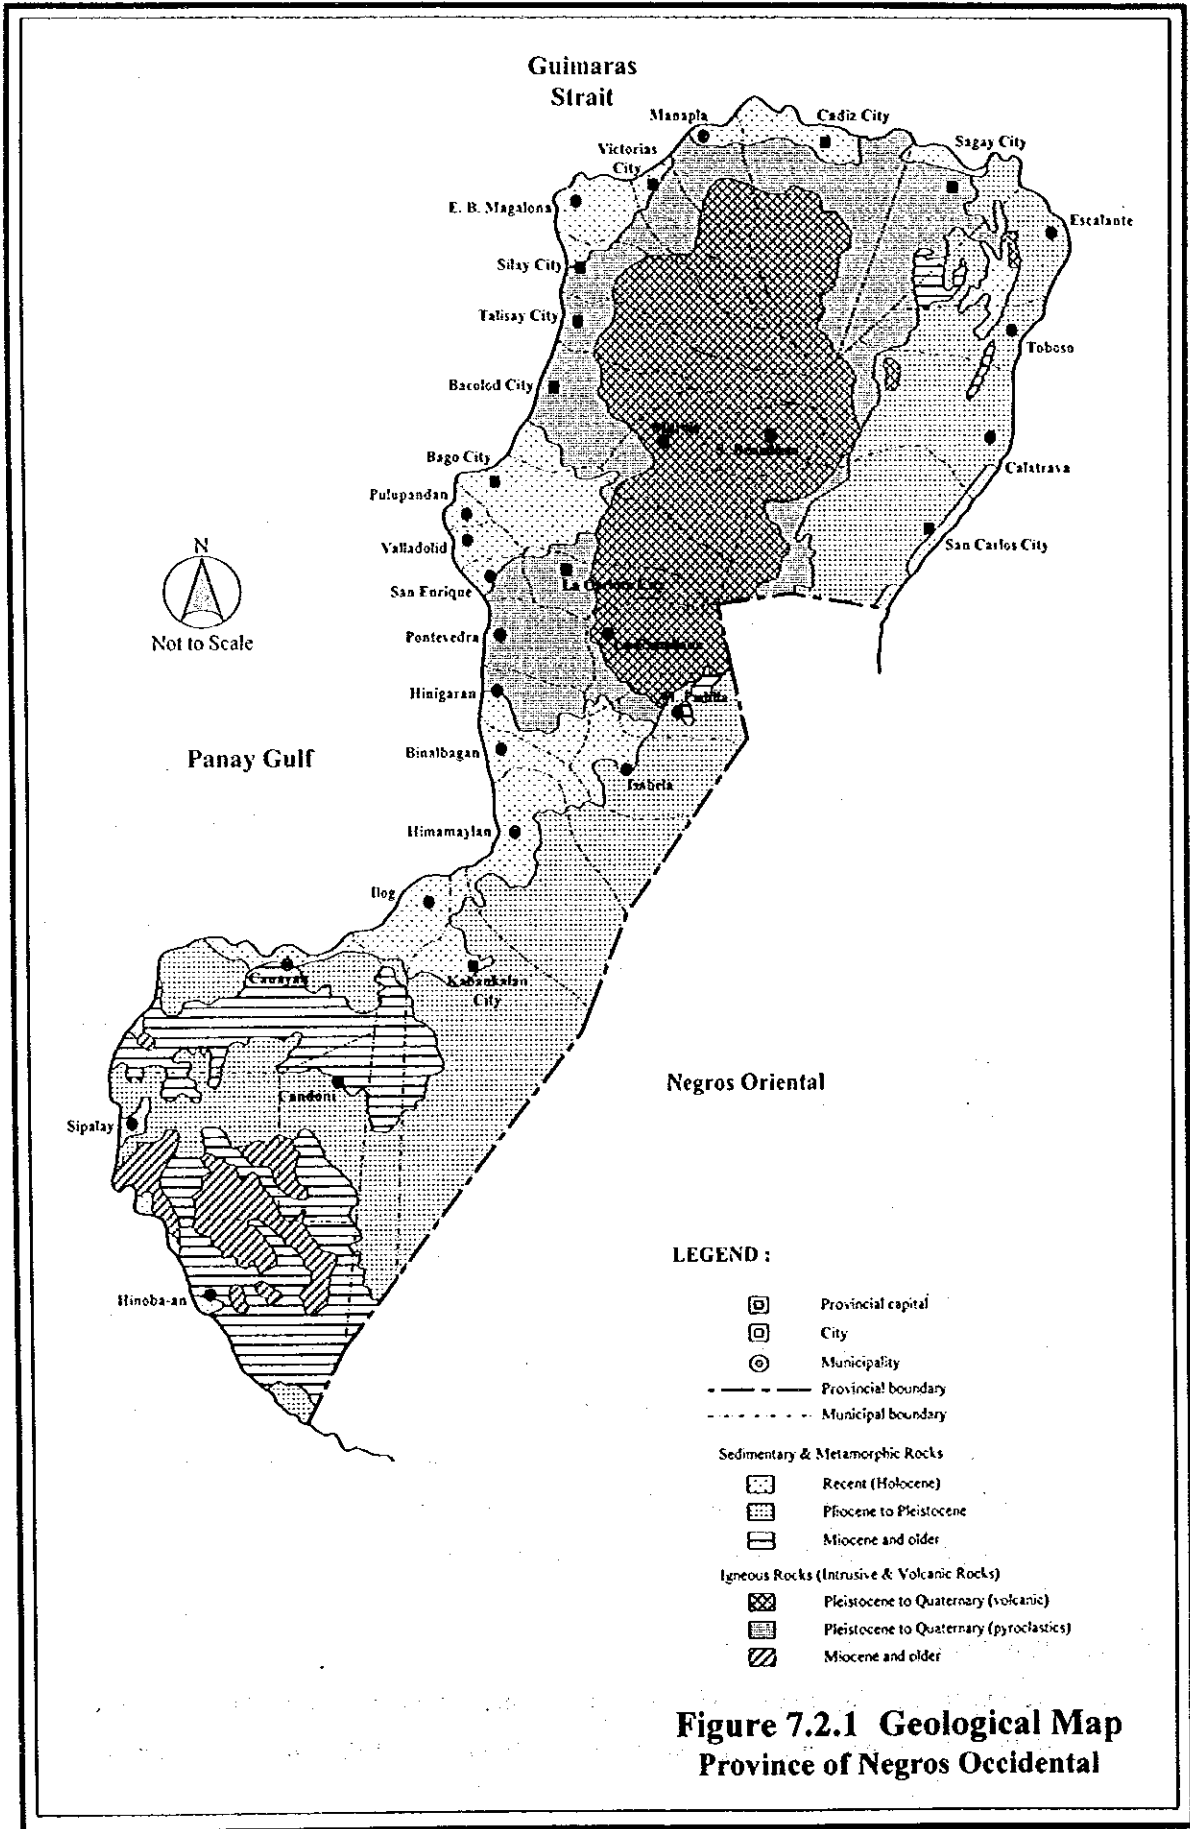 Guimaras
Strait
Manapla
Cadiz City
Sagay City
Victorias
City
E. B. Magalona
Escalante
Silay City
Talisay City
Toboso
Bacolod City
Bago City
Calatrava
Pulupandan
San Carlos City
Valladolid
N
San Enrique
Not to Scale
Pontevedra
Hinigaran
Binalbagan
Panay Gulf
Isabela
Himamaylan
Ilog
Cauayan
Kabankalan
City
Negros Oriental
Candoni
Sipalay
Hinoba-an
LEGEND :
Provincial capital
City
Municipality
Provincial boundary
Municipal boundary
Sedimentary & Metamorphic Rocks
Recent (Holocene)
Pliocene to Pleistocene
Miocene and older
Igneous Rocks (Intrusive & Volcanic Rocks)
Pleistocene to Quaternary (volcanic)
Pleistocene to Quaternary (pyroclastics)
Miocene and older
Figure 7.2.1 Geological Map
Province of Negros Occidental